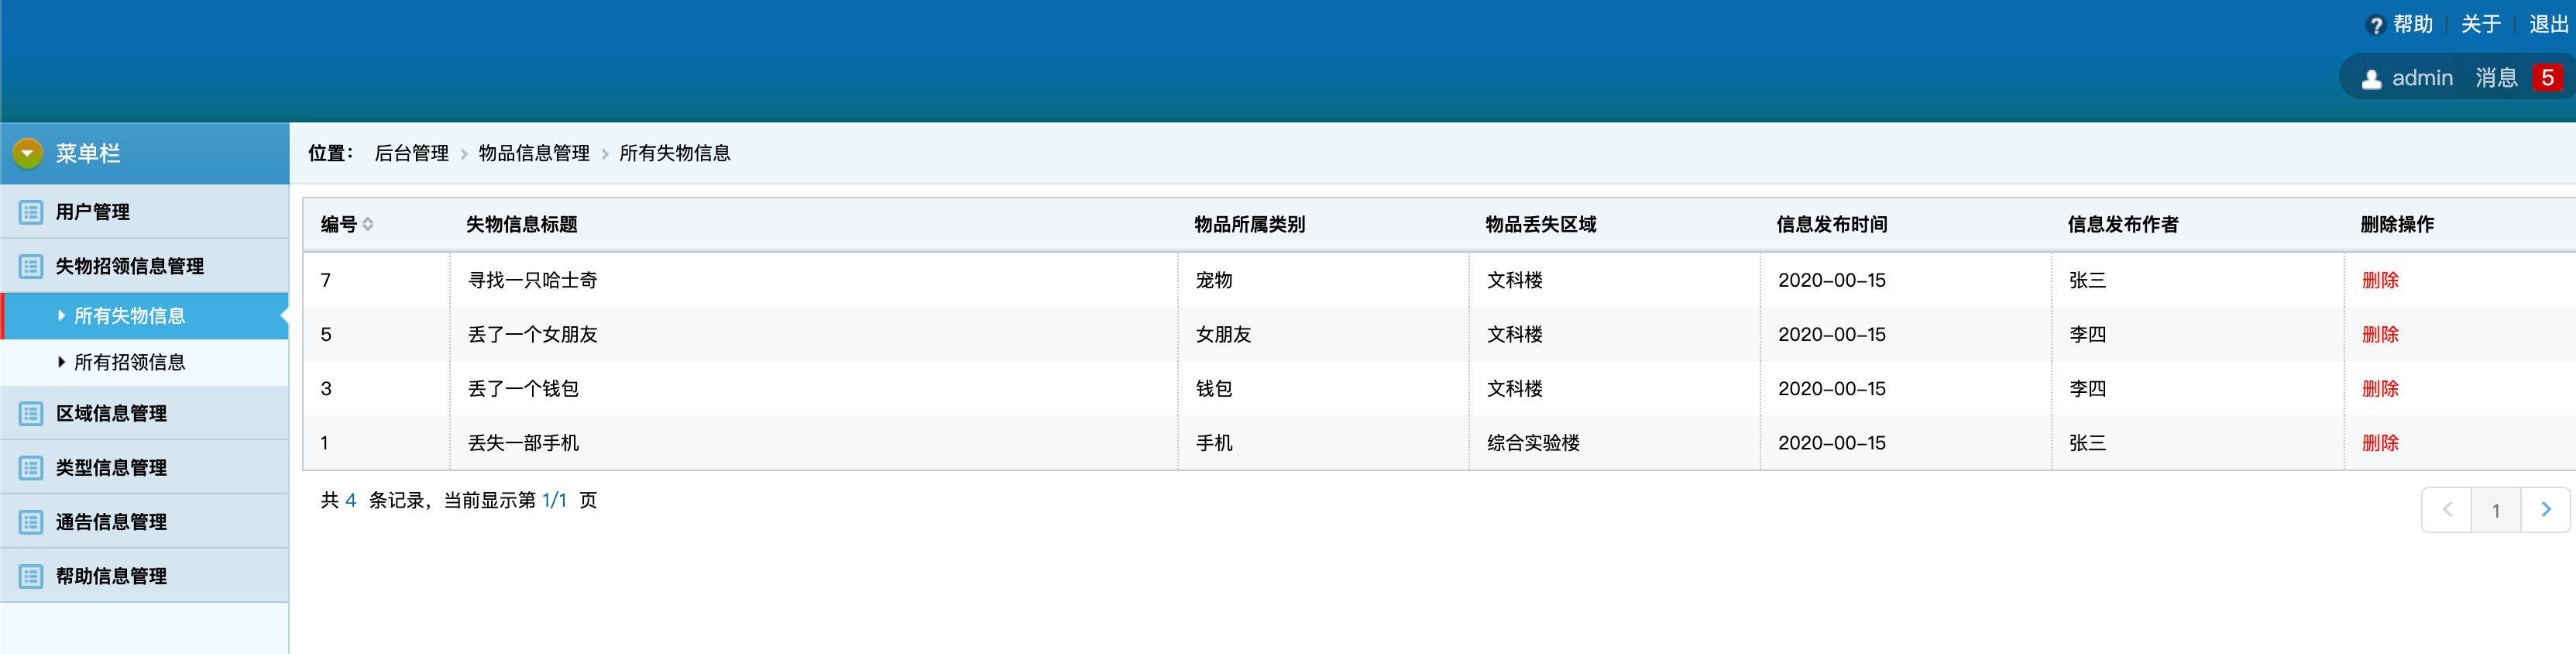 帮助 关于 退出
admin 消息 5
菜单栏
位置： 后台管理 物品信息管理 所有失物信息
用户管理
失物招领信息管理
所有失物信息
所有招领信息
区域信息管理
类型信息管理
通告信息管理
帮助信息管理
编号 失物信息标题 物品所属类别 物品丢失区域 信息发布时间 信息发布作者 删除操作
7 寻找一只哈士奇 宠物 文科楼 2020-00-15 张三 删除
5 丢了一个女朋友 女朋友 文科楼 2020-00-15 李四 删除
3 丢了一个钱包 钱包 文科楼 2020-00-15 李四 删除
1 丢失一部手机 手机 综合实验楼 2020-00-15 张三 删除
共 4 条记录，当前显示第 1/1 页
1